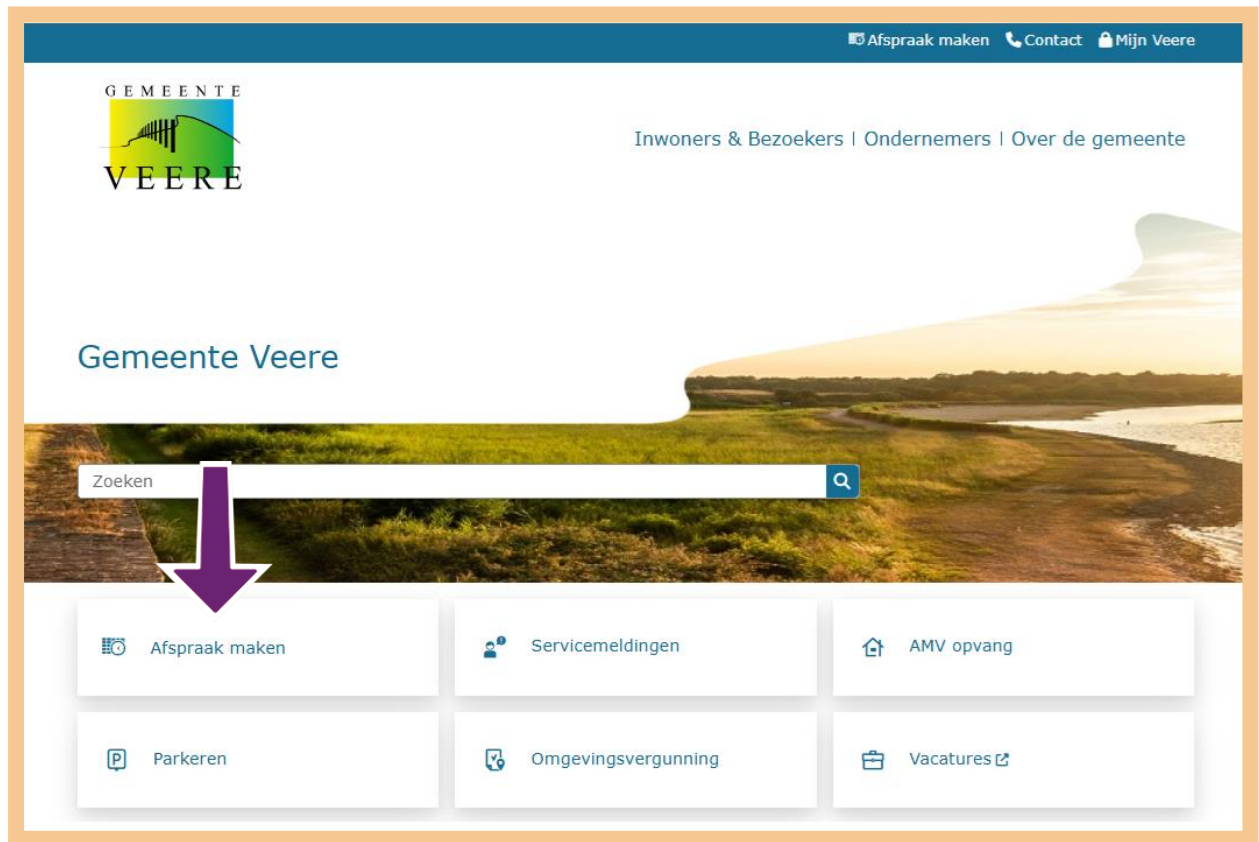 Afspraak maken Contact Mijn Veere
GEMEENTE
VEERE
Inwoners & Bezoekers | Ondernemers | Over de gemeente
Gemeente Veere
Zoeken
Afspraak maken
Servicemeldingen
AMV opvang
Parkeren
Omgevingsvergunning
Vacatures